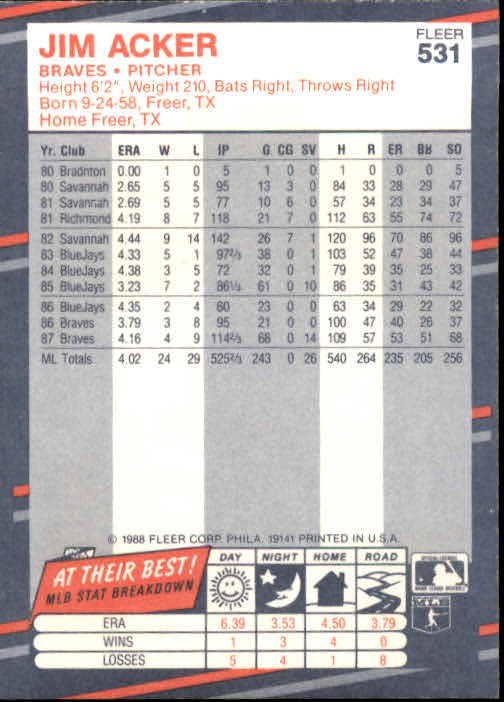 JIM ACKER
FLEER
531
BRAVES • PITCHER
Height 6'2", Weight 210, Bats Right, Throws Right
Born 9-24-58, Freer, TX
Home Freer, TX
Yr. Club ERA W L IP G CG SV H R ER BB SO
80 Bradnton 0.00 1 0 5 1 0 0 1 0 0 0 5
80 Savannah 2.65 5 5 95 13 3 0 84 33 28 29 47
81 Savannah 2.69 5 5 77 10 6 0 57 34 23 34 37
81 Richmond 4.19 8 7 118 21 7 0 112 63 55 74 72
82 Savannah 4.44 9 14 142 26 7 1 120 96 70 86 96
83 BlueJays 4.33 5 1 97⅔ 38 0 1 103 52 47 38 44
84 BlueJays 4.38 3 5 72 32 0 1 79 39 35 25 33
85 BlueJays 3.23 7 2 86⅓ 61 0 10 86 35 31 43 42
86 BlueJays 4.35 2 4 60 23 0 0 63 34 29 22 32
86 Braves 3.79 3 8 95 21 0 0 100 47 40 26 37
87 Braves 4.16 4 9 114⅔ 68 0 14 109 57 53 51 68
ML Totals 4.02 24 29 525⅔ 243 0 26 540 264 235 205 256
© 1988 FLEER CORP. PHILA. 19141 PRINTED IN U.S.A.
AT THEIR BEST!
MLB STAT BREAKDOWN
DAY NIGHT HOME ROAD
ERA 6.39 3.53 4.50 3.79
WINS 1 3 4 0
LOSSES 5 4 1 8